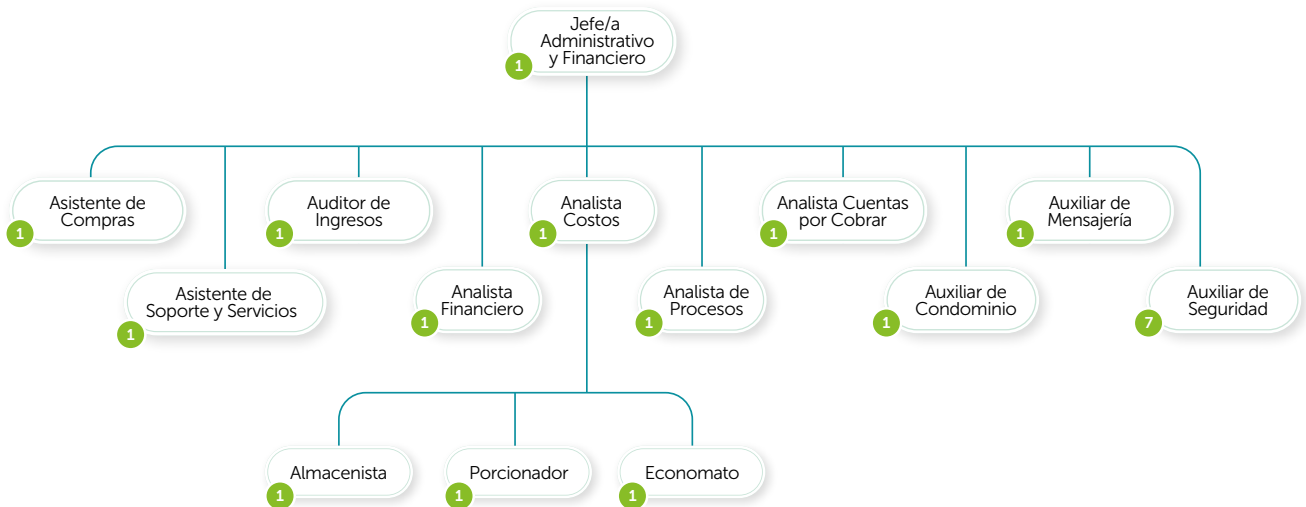 Jefe/a
Administrativo
y Financiero
1
Asistente de
Compras
1
Auditor de
Ingresos
1
Analista
Costos
1
Analista Cuentas
por Cobrar
1
Auxiliar de
Mensajería
1
Asistente de
Soporte y Servicios
1
Analista
Financiero
1
Analista de
Procesos
1
Auxiliar de
Condominio
1
Auxiliar de
Seguridad
7
Almacenista
1
Porcionador
1
Economato
1